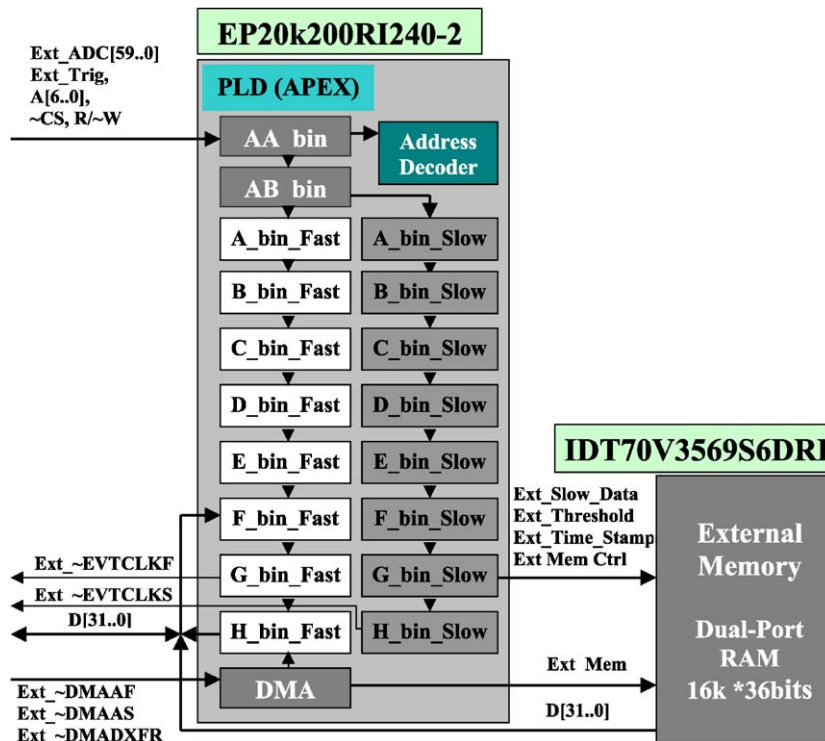 EP20k200RI240-2
Ext_ADC[59..0]
Ext_Trig,
A[6..0],
~CS, R/~W
PLD (APEX)
AA bin
Address
Decoder
AB bin
A_bin_Fast
A_bin_Slow
B_bin_Fast
B_bin_Slow
C_bin_Fast
C_bin_Slow
D_bin_Fast
D_bin_Slow
IDT70V3569S6DRI
E_bin_Fast
E_bin_Slow
Ext_Slow_Data
Ext_Threshold
Ext_Time_Stamp
Ext Mem Ctrl
F_bin_Fast
F_bin_Slow
External
Memory
Ext_~EVTCLKF
G_bin_Fast
G_bin_Slow
Ext ~EVTCLKS
D[31..0]
H_bin_Fast
H_bin_Slow
Dual-Port
RAM
16k *36bits
Ext Mem
DMA
D[31..0]
Ext_~DMAAF
Ext_~DMAAS
Ext_~DMADXFR